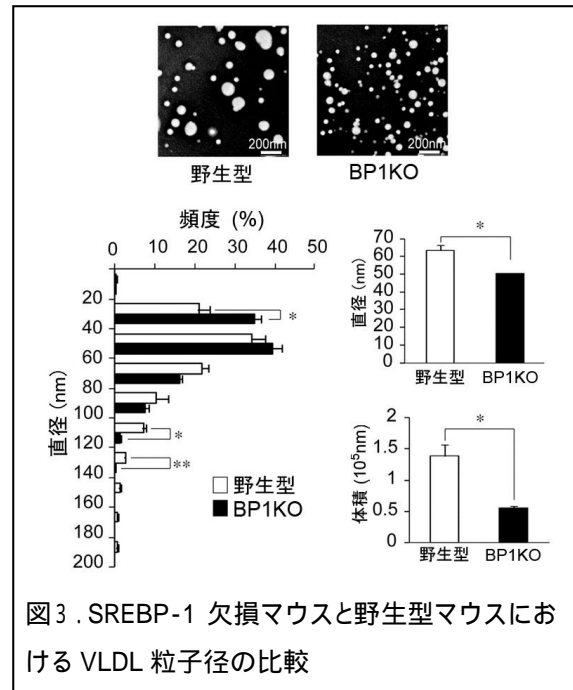 200nm
200nm
野生型
BP1KO
頻度 (%)
0 10 20 30 40 50
直径 (nm)
20
40
60
80
100
120
140
160
180
200
*
*
**
野生型
BP1KO
直径 (nm)
70
60
50
40
30
20
10
0
*
野生型
BP1KO
体積 (10⁵nm)
2
1.5
1
0.5
0
*
野生型
BP1KO
図3 . SREBP-1 欠損マウスと野生型マウスにお
ける VLDL 粒子径の比較